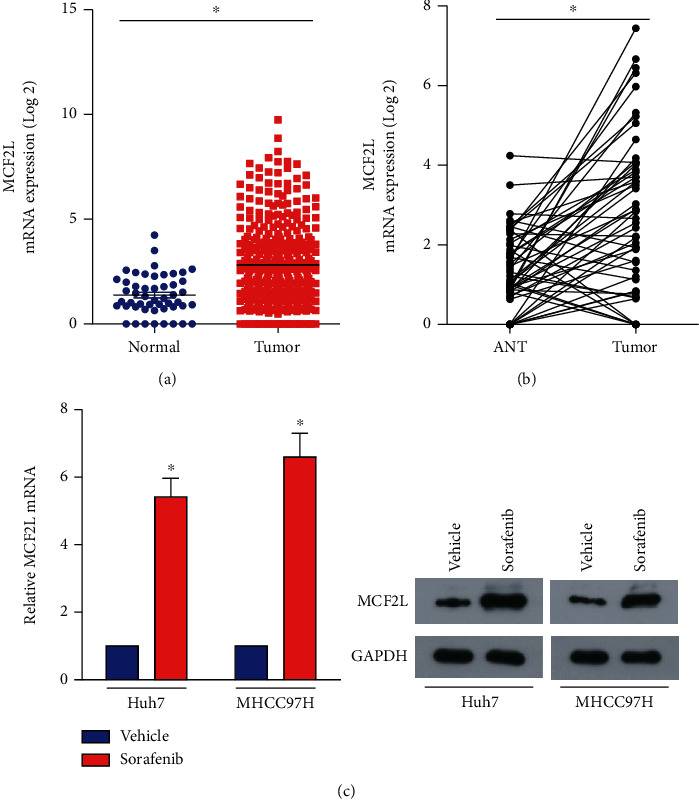 *
15
10
5
0
MCF2L
mRNA expression (Log 2)
Normal
Tumor
(a)
*
8
6
4
2
0
MCF2L
mRNA expression (Log 2)
ANT
Tumor
(b)
8
6
4
2
0
Relative MCF2L mRNA
*
*
Huh7
MHCC97H
Vehicle
Sorafenib
Vehicle
Sorafenib
Vehicle
Sorafenib
MCF2L
GAPDH
Huh7
MHCC97H
(c)